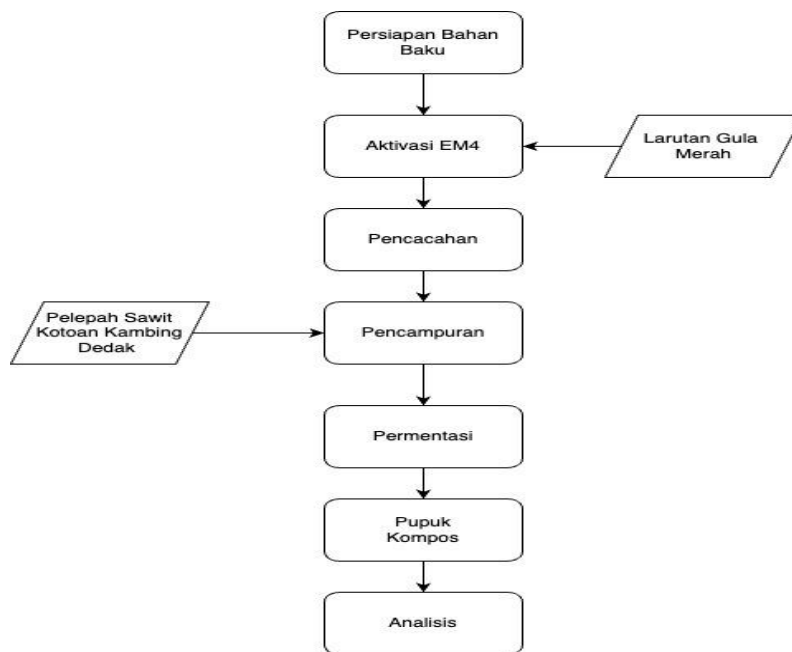 Persiapan Bahan
Baku
Aktivasi EM4
Larutan Gula
Merah
Pencacahan
Pelepah Sawit
Kotoan Kambing
Dedak
Pencampuran
Permentasi
Pupuk
Kompos
Analisis